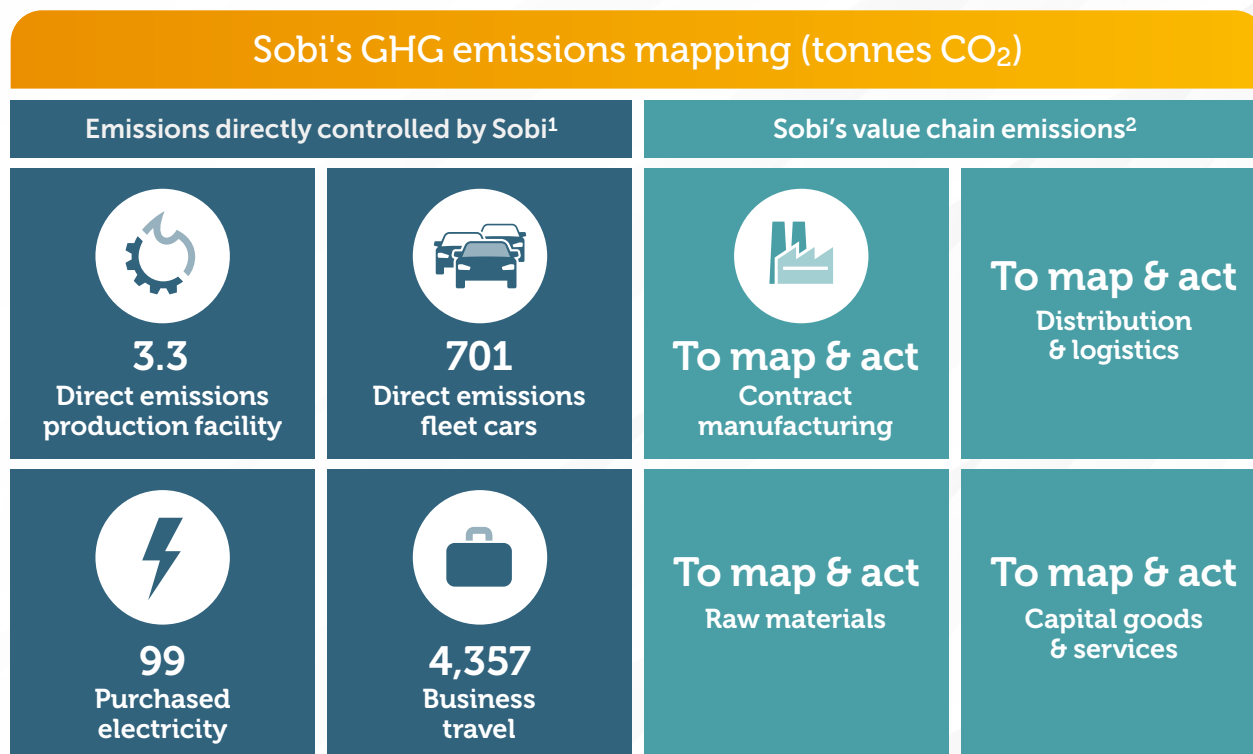 Sobi's GHG emissions mapping (tonnes CO₂)
Emissions directly controlled by Sobi¹
Sobi’s value chain emissions²
3.3
Direct emissions
production facility
701
Direct emissions
fleet cars
To map & act
Contract
manufacturing
To map & act
Distribution
& logistics
99
Purchased
electricity
4,357
Business
travel
To map & act
Raw materials
To map & act
Capital goods
& services